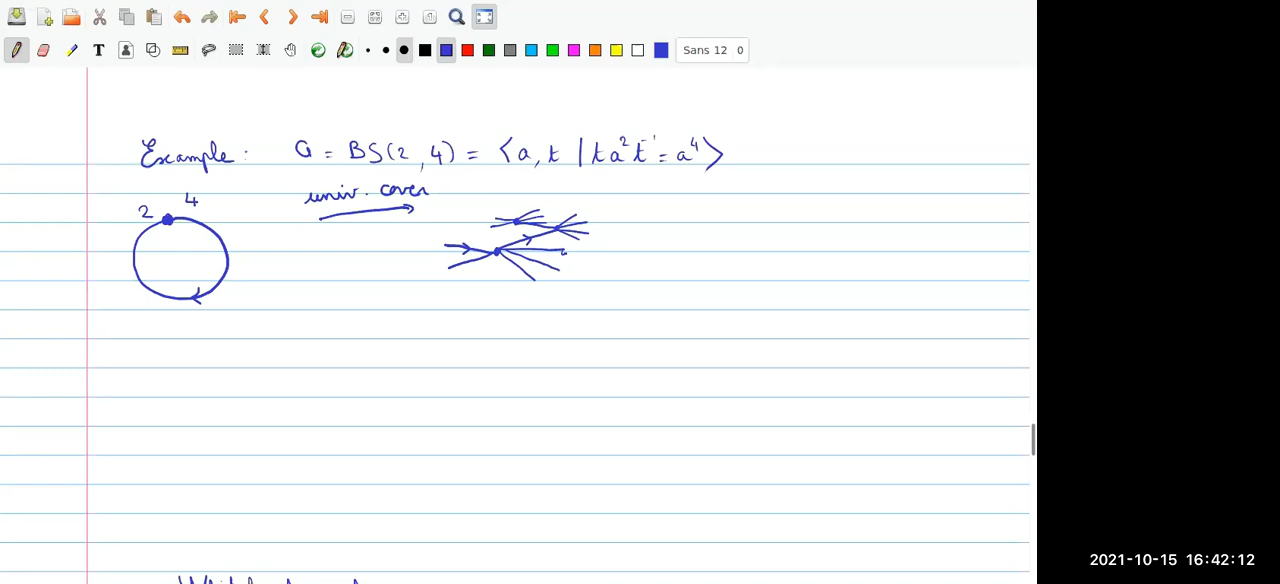 Sans 12 0
Example: G = BS(2, 4) = ⟨a, t | t a² t⁻¹ = a⁴⟩
univ. cover
2 4
2021-10-15 16:42:12